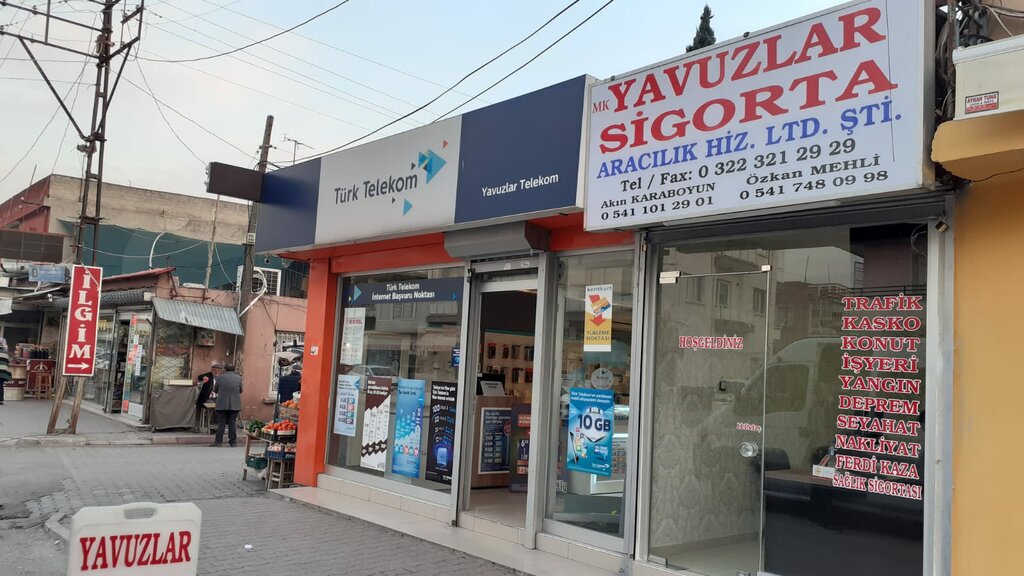 MK YAVUZLAR
SİGORTA
ARACILIK HİZ. LTD. ŞTİ.
Tel / Fax: 0 322 321 29 29
Akın KARABOYUN
Özkan MEHLİ
0 541 101 29 01
0 541 748 09 98
Türk Telekom
Yavuzlar Telekom
İLGİM
Türk Telekom
İnternet Başvuru Noktası
kentkart
YÜKLEME
NOKTASI
10 GB
HOŞGELDİNİZ
TRAFİK
KASKO
KONUT
İŞYERİ
YANGIN
DEPREM
SEYAHAT
NAKLİYAT
FERDİ KAZA
SAĞLIK SİGORTASI
YAVUZLAR